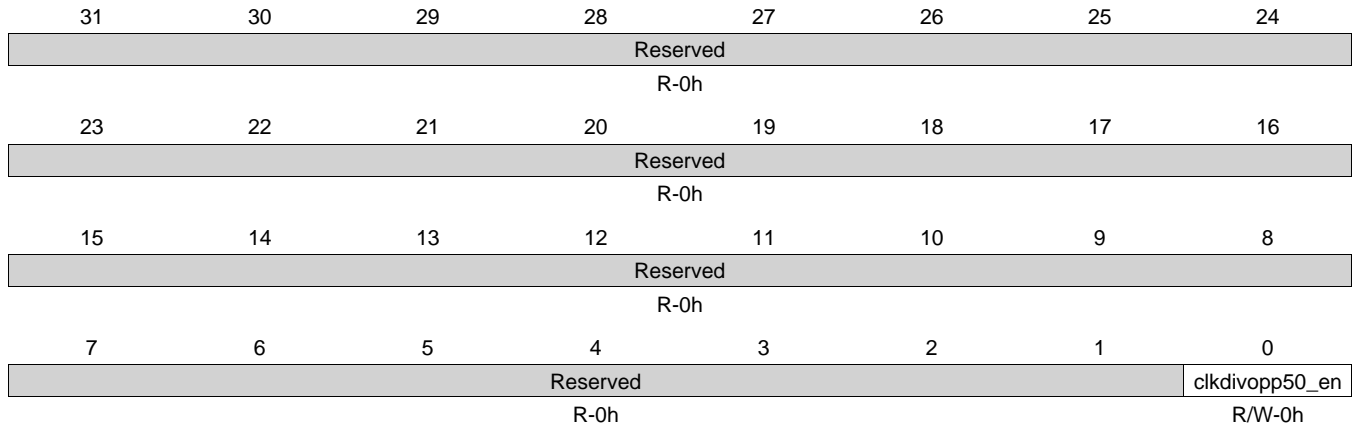 31 30 29 28 27 26 25 24
Reserved
R-0h
23 22 21 20 19 18 17 16
Reserved
R-0h
15 14 13 12 11 10 9 8
Reserved
R-0h
7 6 5 4 3 2 1 0
Reserved clkdivopp50_en
R-0h R/W-0h